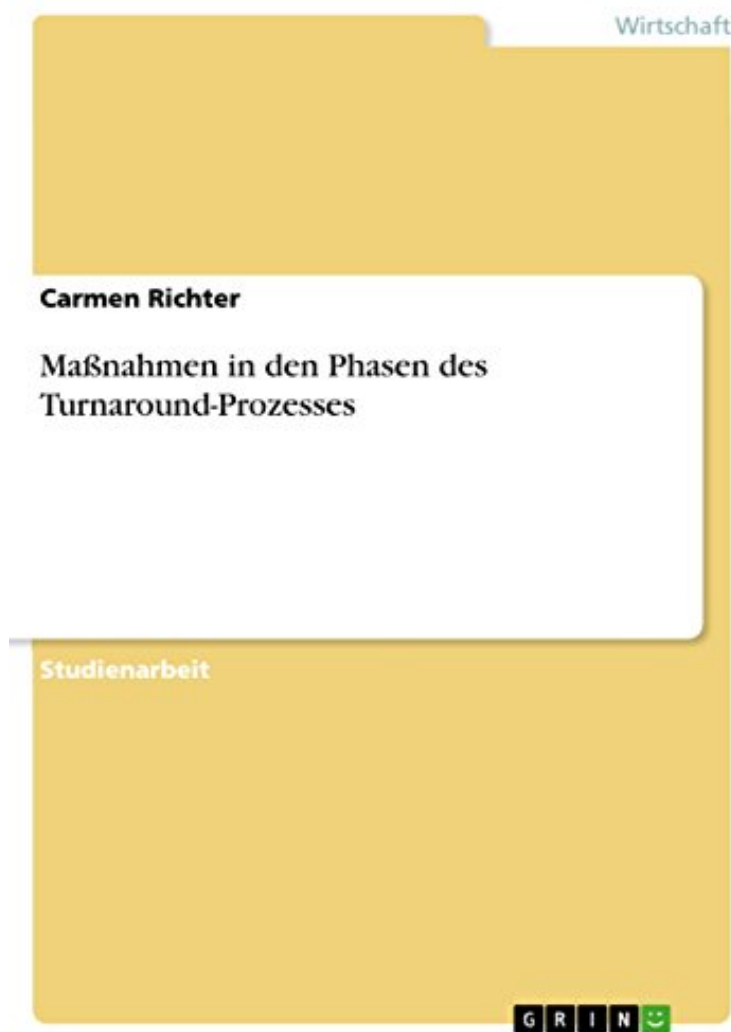 Wirtschaft
Carmen Richter
Maßnahmen in den Phasen des
Turnaround-Prozesses
Studienarbeit
GRIN